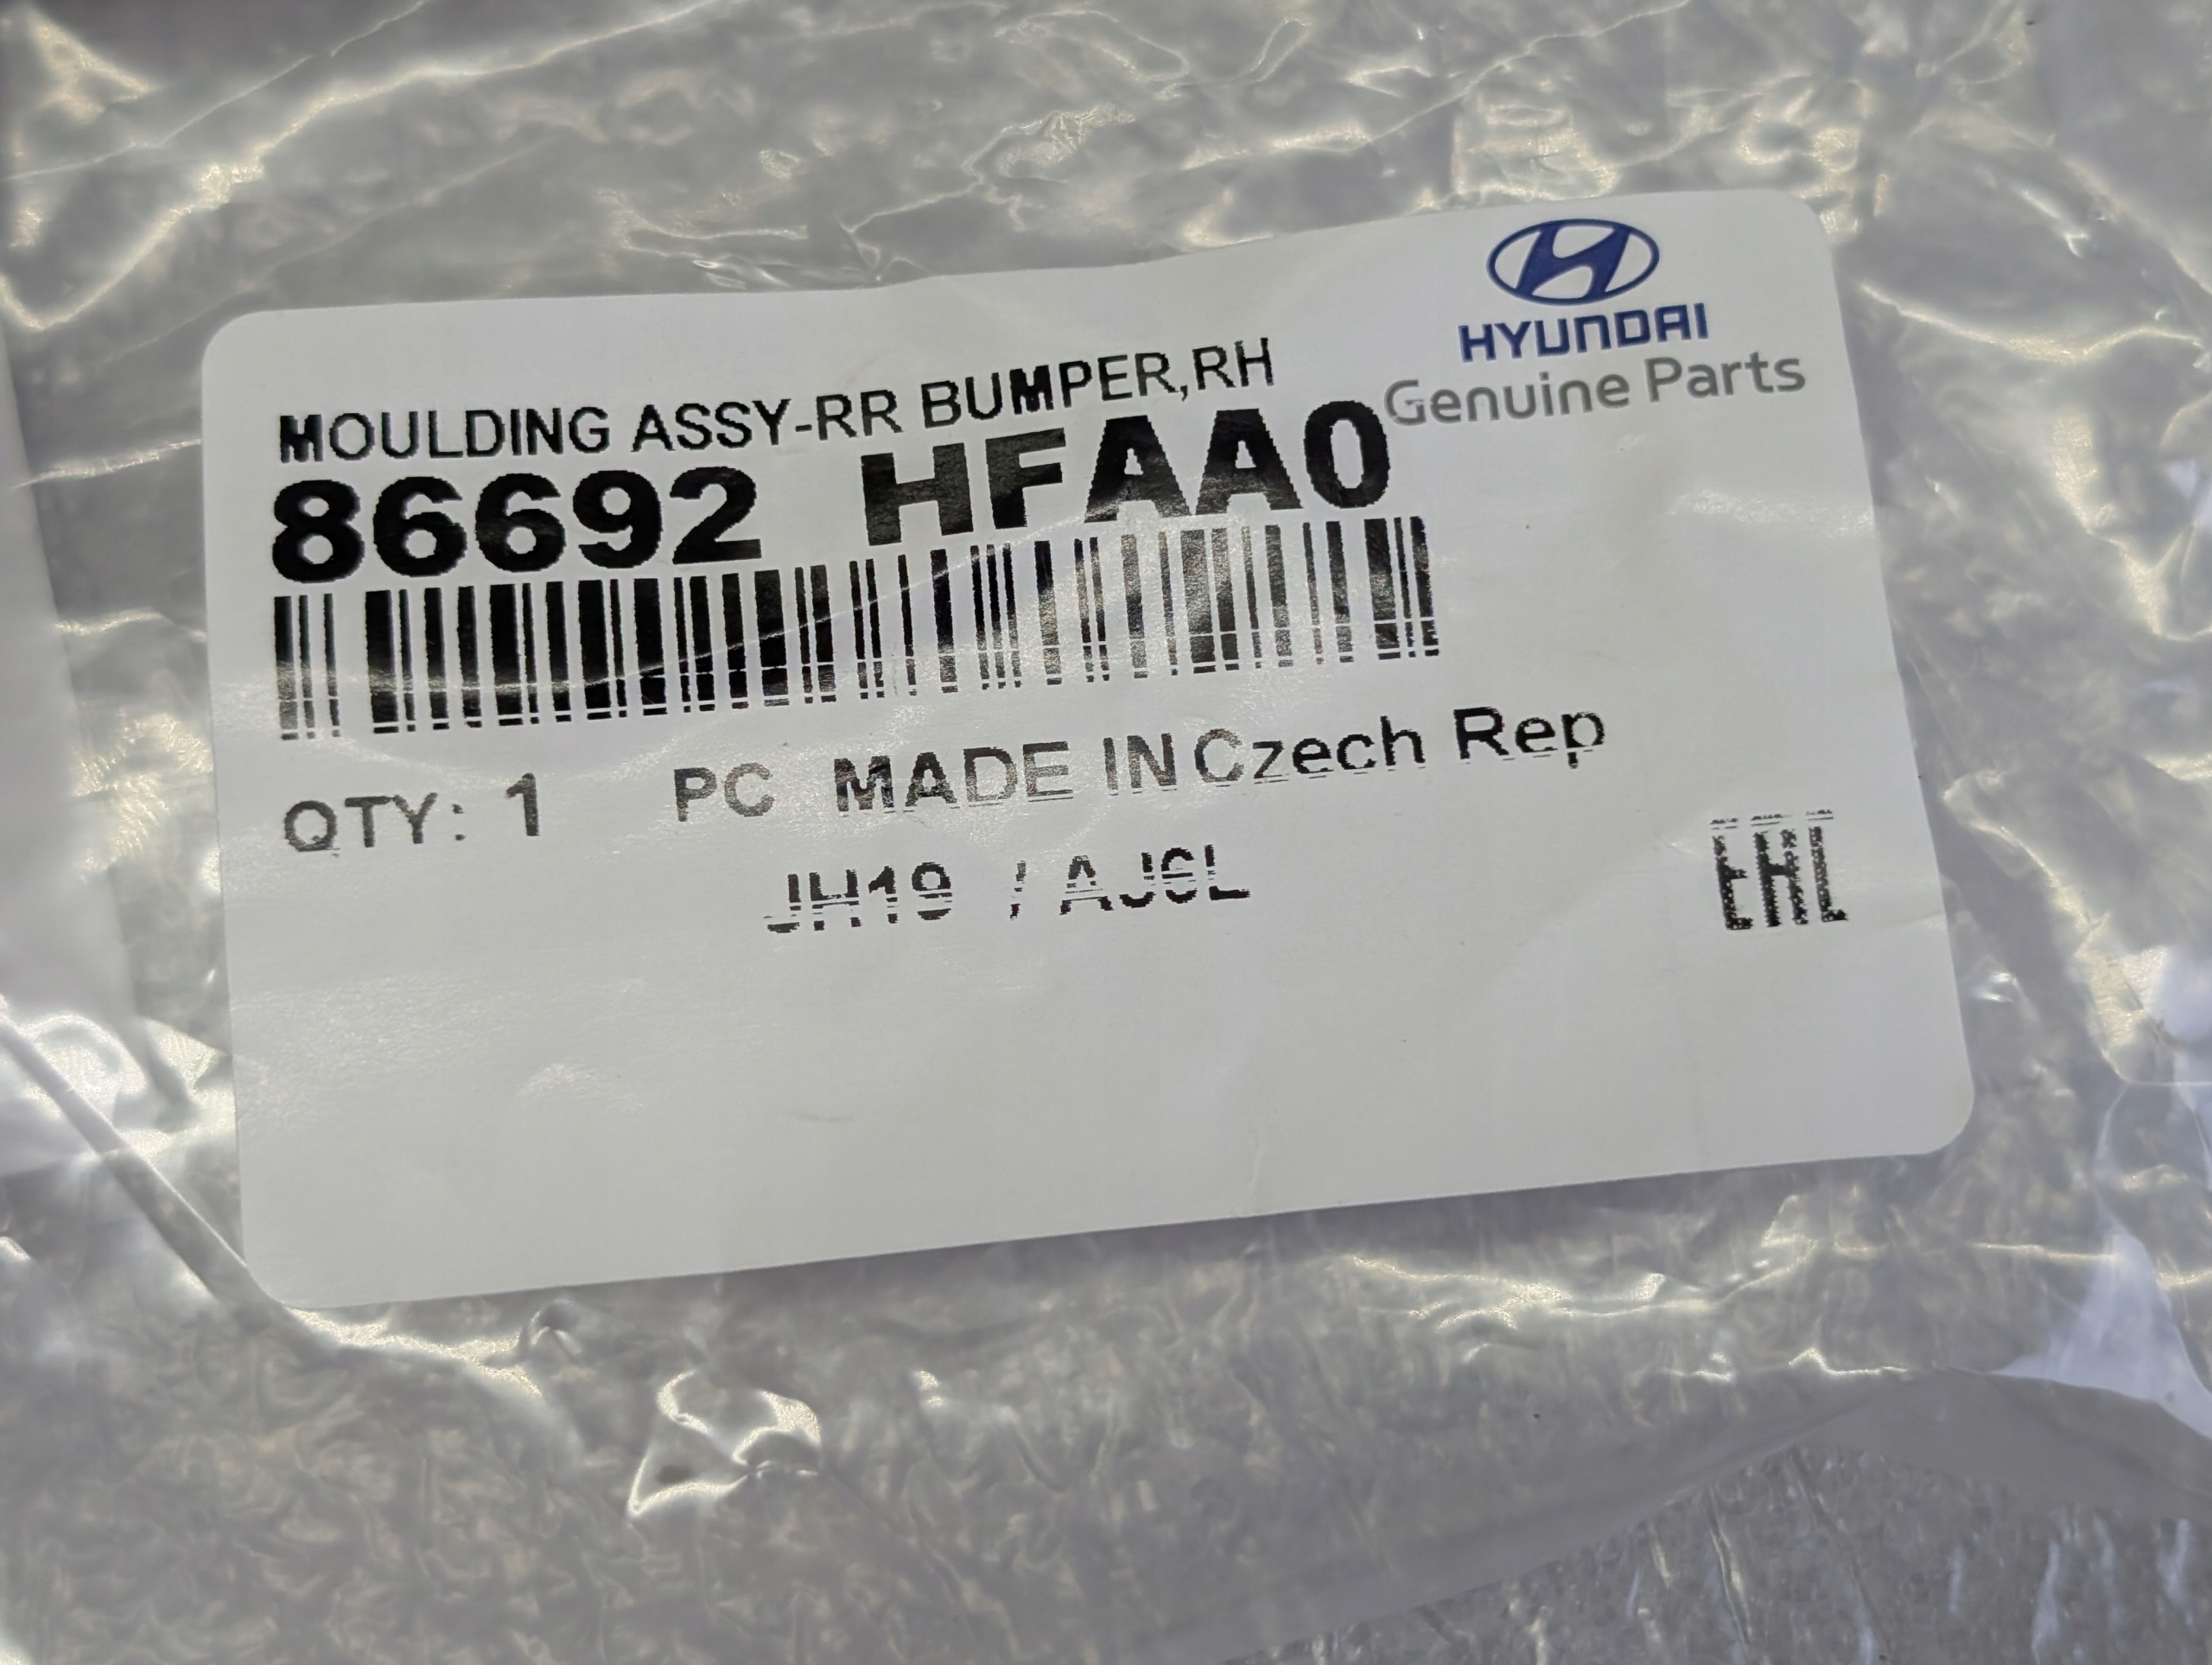 HYUNDAI
Genuine Parts
MOULDING ASSY-RR BUMPER,RH
86692 HFAA0
QTY: 1 PC MADE IN Czech Rep
JH19 / AJ6L
EAC